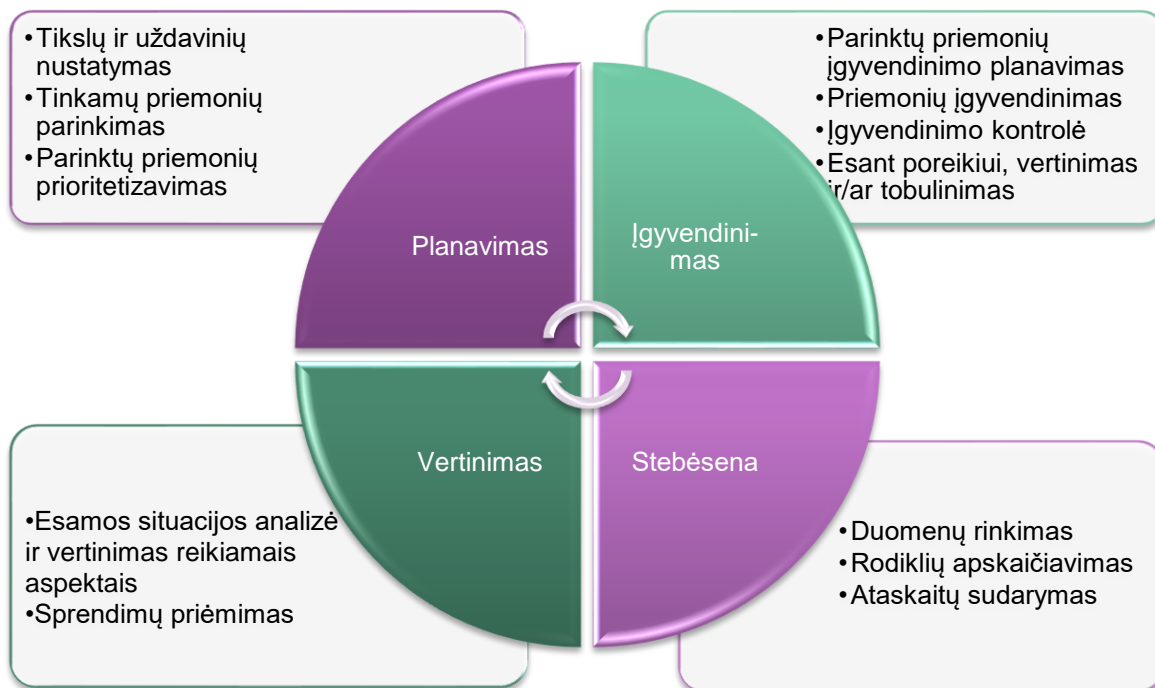 •Tikslų ir uždavinių
nustatymas
•Tinkamų priemonių
parinkimas
•Parinktų priemonių
prioritetizavimas
•Parinktų priemonių
įgyvendinimo planavimas
•Priemonių įgyvendinimas
•Įgyvendinimo kontrolė
•Esant poreikiui, vertinimas
ir/ar tobulinimas
Planavimas
Įgyvendini-
mas
Vertinimas
Stebėsena
•Esamos situacijos analizė
ir vertinimas reikiamais
aspektais
•Sprendimų priėmimas
•Duomenų rinkimas
•Rodiklių apskaičiavimas
•Ataskaitų sudarymas